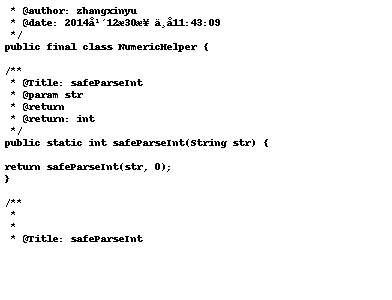 * @author: zhangxinyu
* @date: 2014å¹´12æ30æ¥ ä¸å11:43:09
*/
public final class NumericHelper {
/**
* @Title: safeParseInt
* @param str
* @return
* @return: int
*/
public static int safeParseInt(String str) {
return safeParseInt(str, 0);
}
/**
*
*
* @Title: safeParseInt